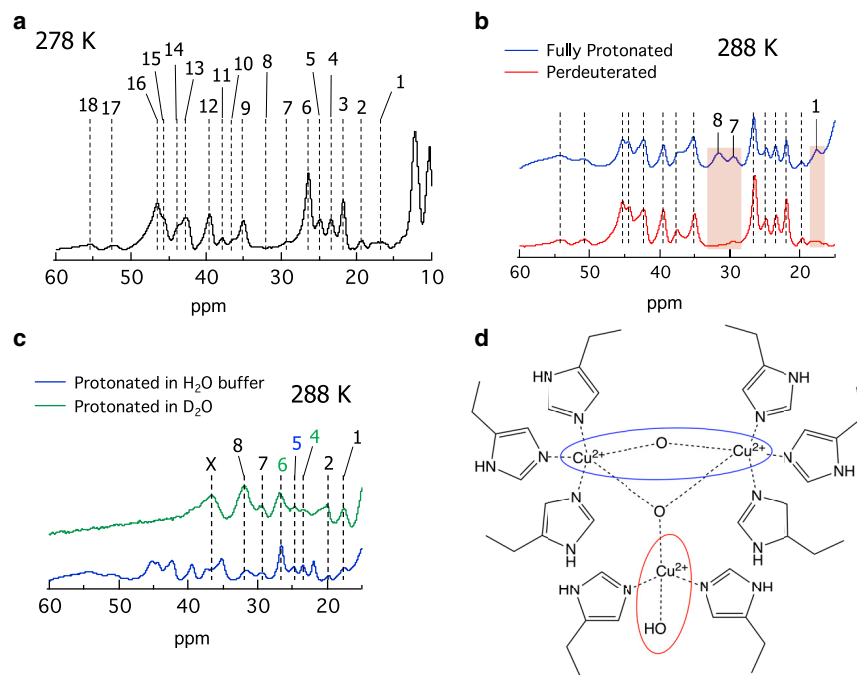 a
278 K
14
15
16
13
11
10
8
5
4
18
17
12
9
7
6
3
2
1
60
50
40
30
20
10
ppm
b
Fully Protonated
Perdeuterated
288 K
8
7
1
60
50
40
30
20
ppm
c
Protonated in H2O buffer
Protonated in D2O
288 K
X
8
7
6
5
4
2
1
60
50
40
30
20
ppm
d
HN
N
NH
N
HN
N
Cu2+
O
Cu2+
N
NH
N
N
H
O
N
N
H
Cu2+
HN
N
N
NH
HO